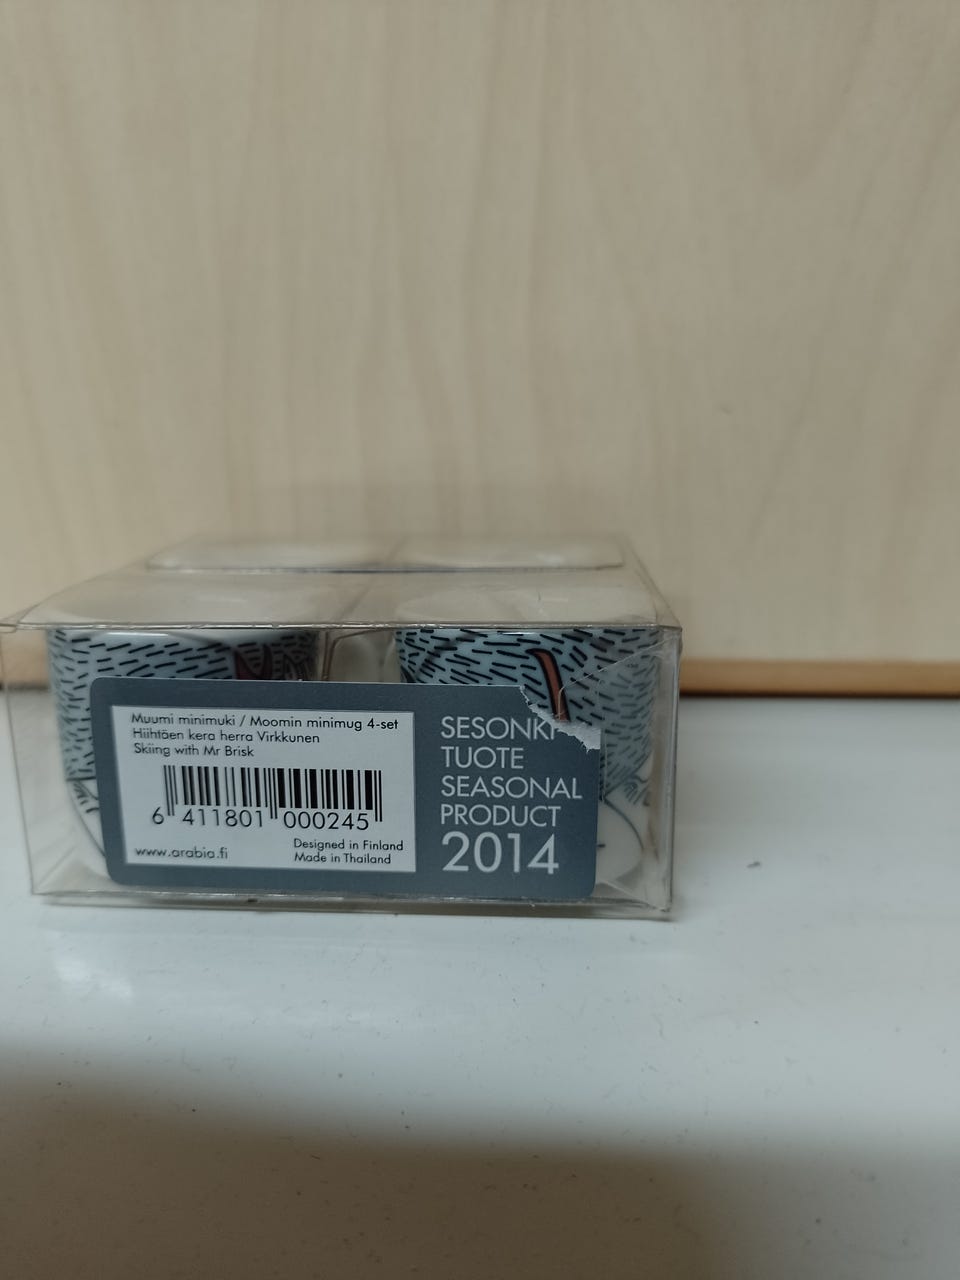 Muumi minimuki / Moomin minimug 4-set
Hiihtäen kera herra Virkkunen
Skiing with Mr Brisk
6 411801 000245
www.arabia.fi
Designed in Finland
Made in Thailand
SESONKI
TUOTE
SEASONAL
PRODUCT
2014